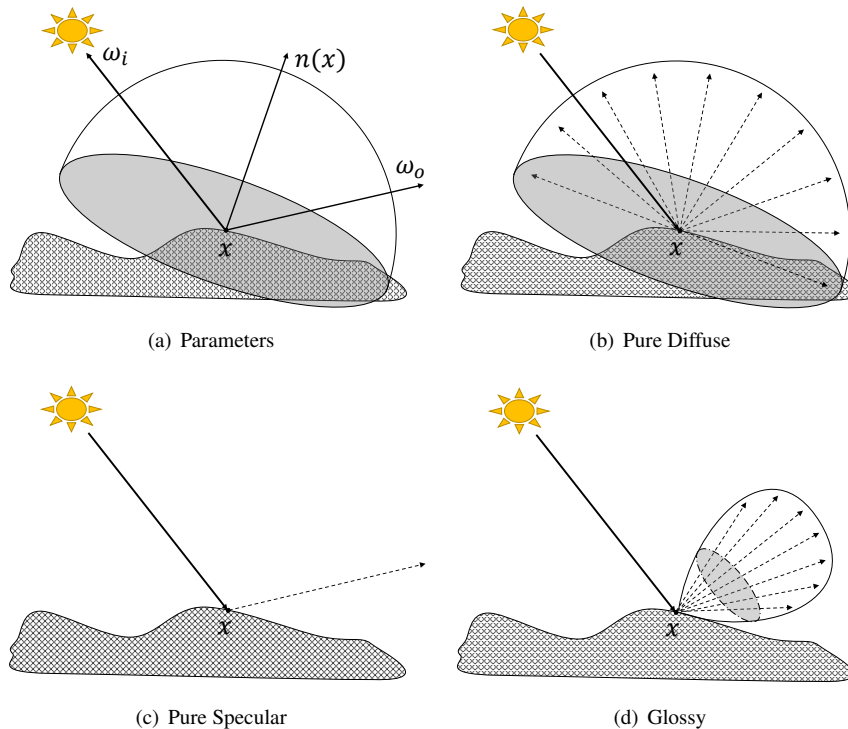 ω_i
n(x)
ω_o
x
(a) Parameters
x
(b) Pure Diffuse
x
(c) Pure Specular
x
(d) Glossy